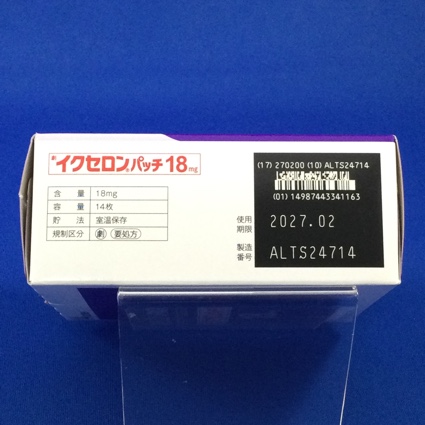 劇 イクセロン®パッチ18mg
含 量 18mg
容 量 14枚
貯 法 室温保存
規制区分 劇 要処方
(17) 270200 (10) ALTS24714
(01) 14987443341163
使用期限 2027.02
製造番号 ALTS24714